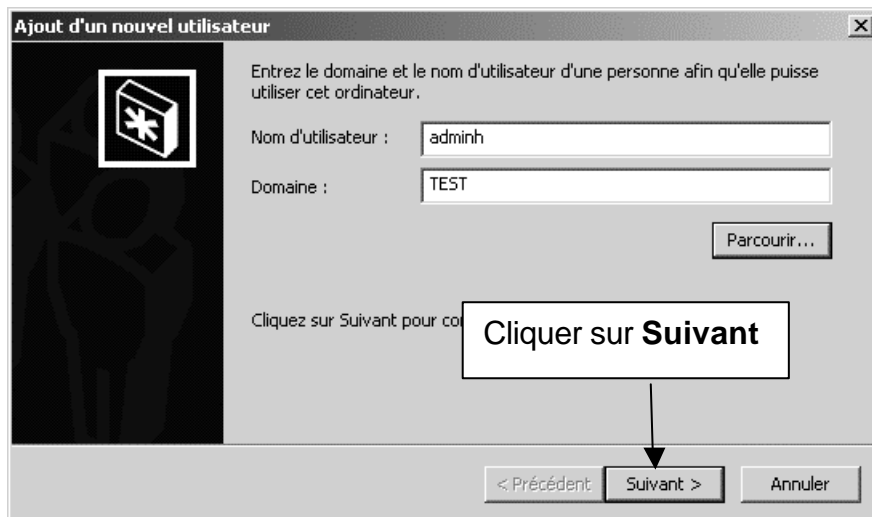 Ajout d'un nouvel utilisateur
Entrez le domaine et le nom d'utilisateur d'une personne afin qu'elle puisse
utiliser cet ordinateur.
Nom d'utilisateur : adminh
Domaine : TEST
Parcourir...
Cliquez sur Suivant pour
Cliquer sur Suivant
< Précédent Suivant > Annuler